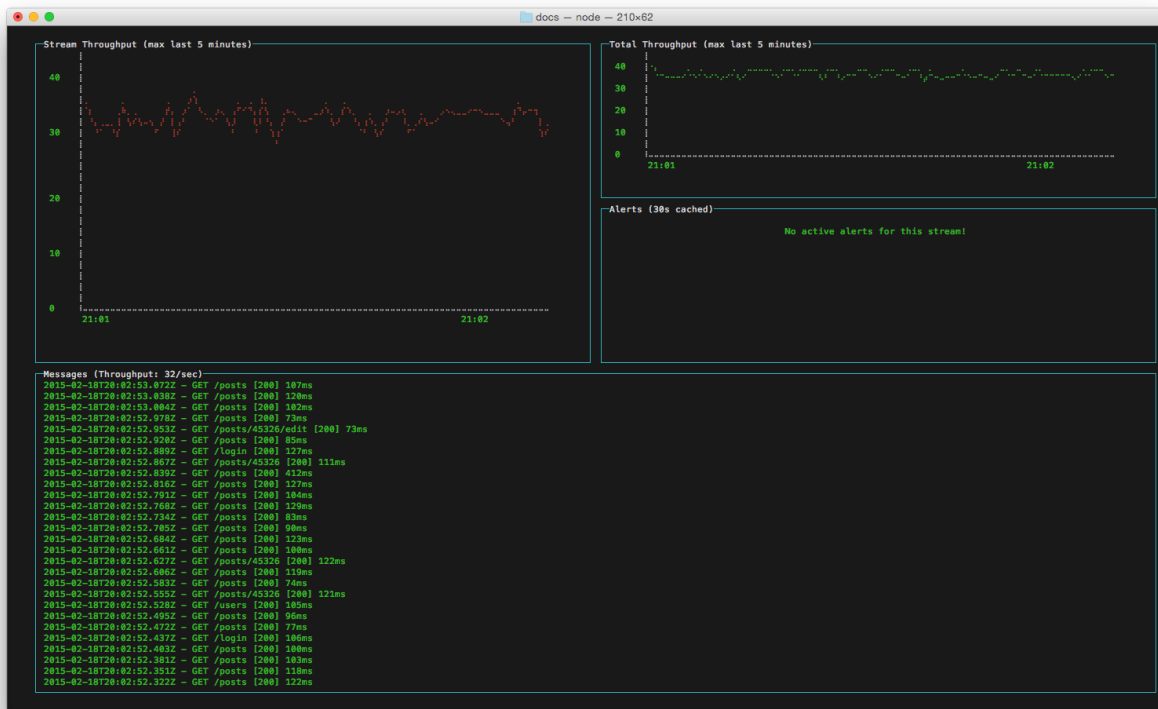 docs — node — 210×62
Stream Throughput (max last 5 minutes)
40
30
20
10
0
21:01 21:02
Total Throughput (max last 5 minutes)
40
30
20
10
0
21:01 21:02
Alerts (30s cached)
No active alerts for this stream!
Messages (Throughput: 32/sec)
2015-02-18T20:02:53.072Z - GET /posts [200] 107ms
2015-02-18T20:02:53.038Z - GET /posts [200] 120ms
2015-02-18T20:02:53.004Z - GET /posts [200] 102ms
2015-02-18T20:02:52.978Z - GET /posts [200] 73ms
2015-02-18T20:02:52.953Z - GET /posts/45326/edit [200] 73ms
2015-02-18T20:02:52.920Z - GET /posts [200] 85ms
2015-02-18T20:02:52.889Z - GET /login [200] 127ms
2015-02-18T20:02:52.867Z - GET /posts/45326 [200] 111ms
2015-02-18T20:02:52.839Z - GET /posts [200] 412ms
2015-02-18T20:02:52.816Z - GET /posts [200] 127ms
2015-02-18T20:02:52.791Z - GET /posts [200] 104ms
2015-02-18T20:02:52.768Z - GET /posts [200] 129ms
2015-02-18T20:02:52.734Z - GET /posts [200] 83ms
2015-02-18T20:02:52.705Z - GET /posts [200] 90ms
2015-02-18T20:02:52.684Z - GET /posts [200] 123ms
2015-02-18T20:02:52.661Z - GET /posts [200] 100ms
2015-02-18T20:02:52.627Z - GET /posts/45326 [200] 122ms
2015-02-18T20:02:52.606Z - GET /posts [200] 119ms
2015-02-18T20:02:52.583Z - GET /posts [200] 74ms
2015-02-18T20:02:52.555Z - GET /posts/45326 [200] 121ms
2015-02-18T20:02:52.528Z - GET /users [200] 105ms
2015-02-18T20:02:52.495Z - GET /posts [200] 96ms
2015-02-18T20:02:52.472Z - GET /posts [200] 77ms
2015-02-18T20:02:52.437Z - GET /login [200] 106ms
2015-02-18T20:02:52.403Z - GET /posts [200] 100ms
2015-02-18T20:02:52.381Z - GET /posts [200] 103ms
2015-02-18T20:02:52.351Z - GET /posts [200] 118ms
2015-02-18T20:02:52.322Z - GET /posts [200] 122ms